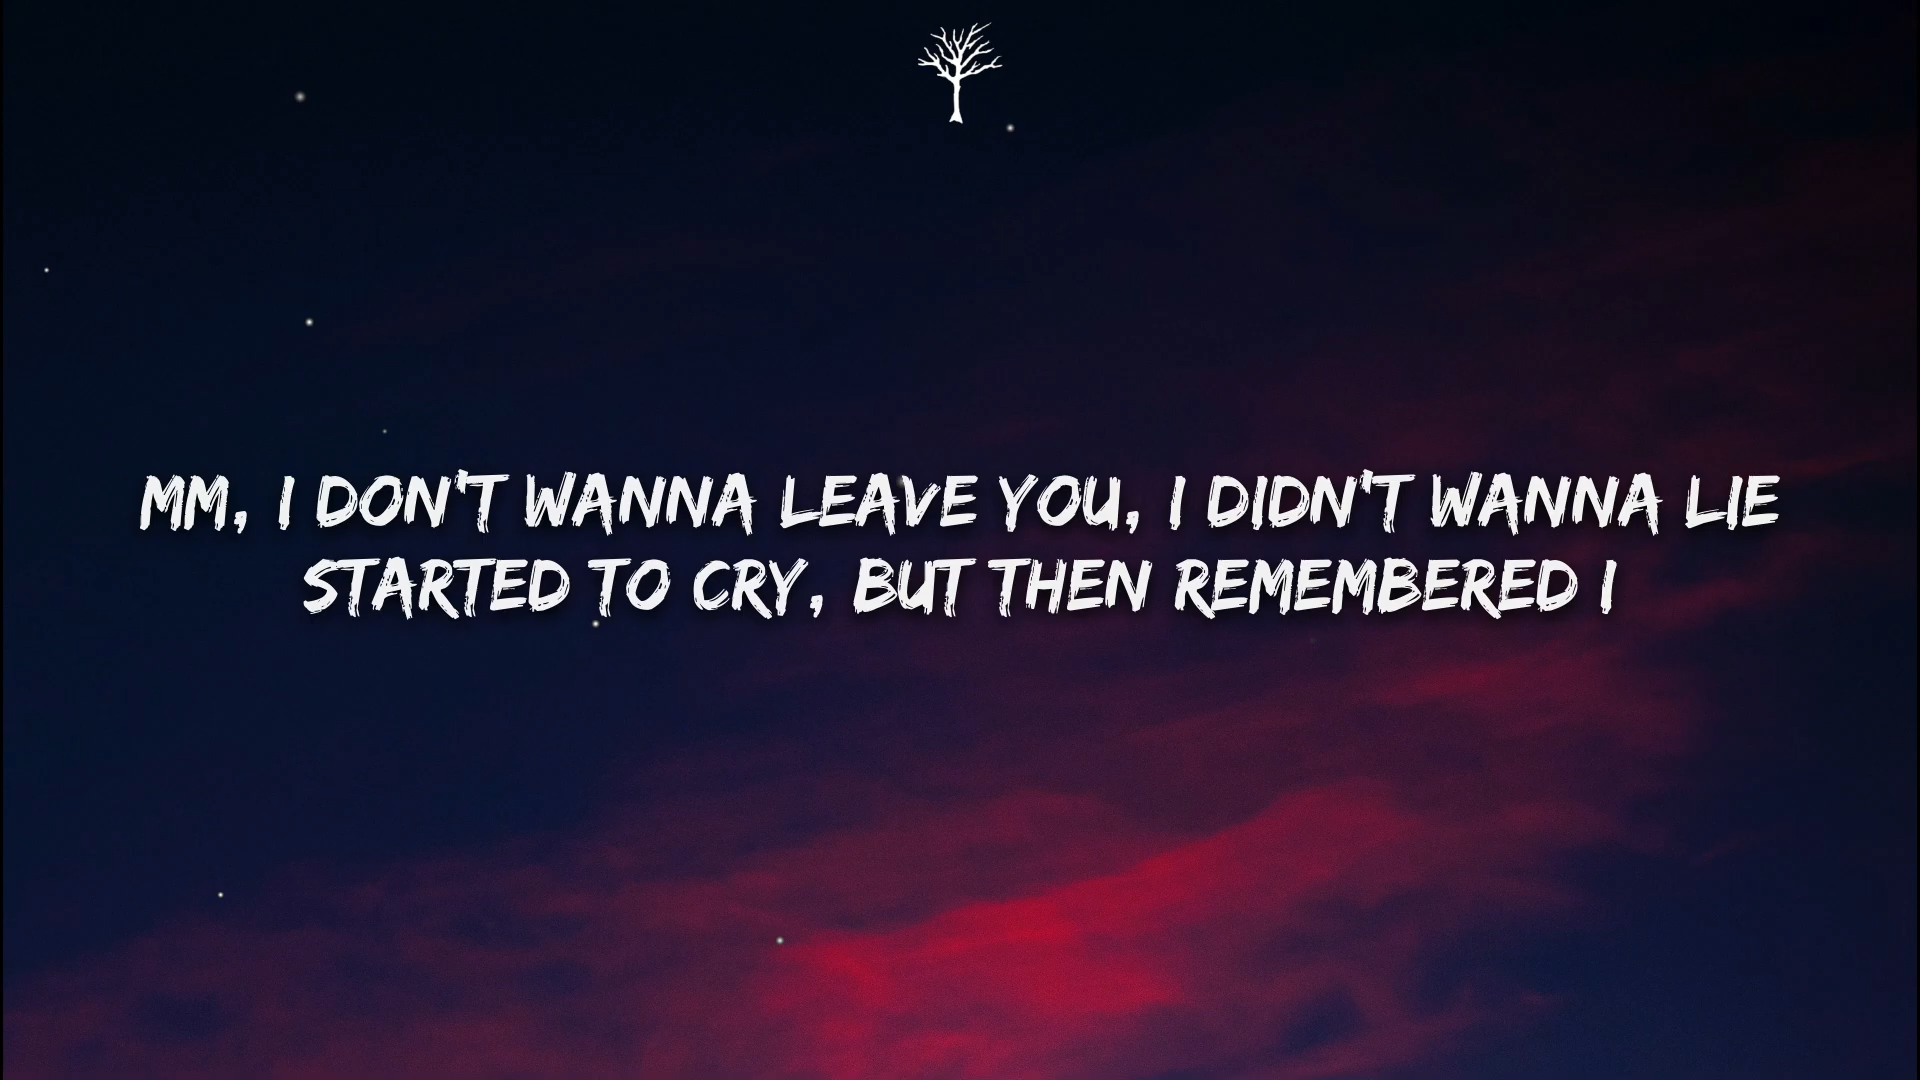 MM, I DON'T WANNA LEAVE YOU, I DIDN'T WANNA LIE
STARTED TO CRY, BUT THEN REMEMBERED I